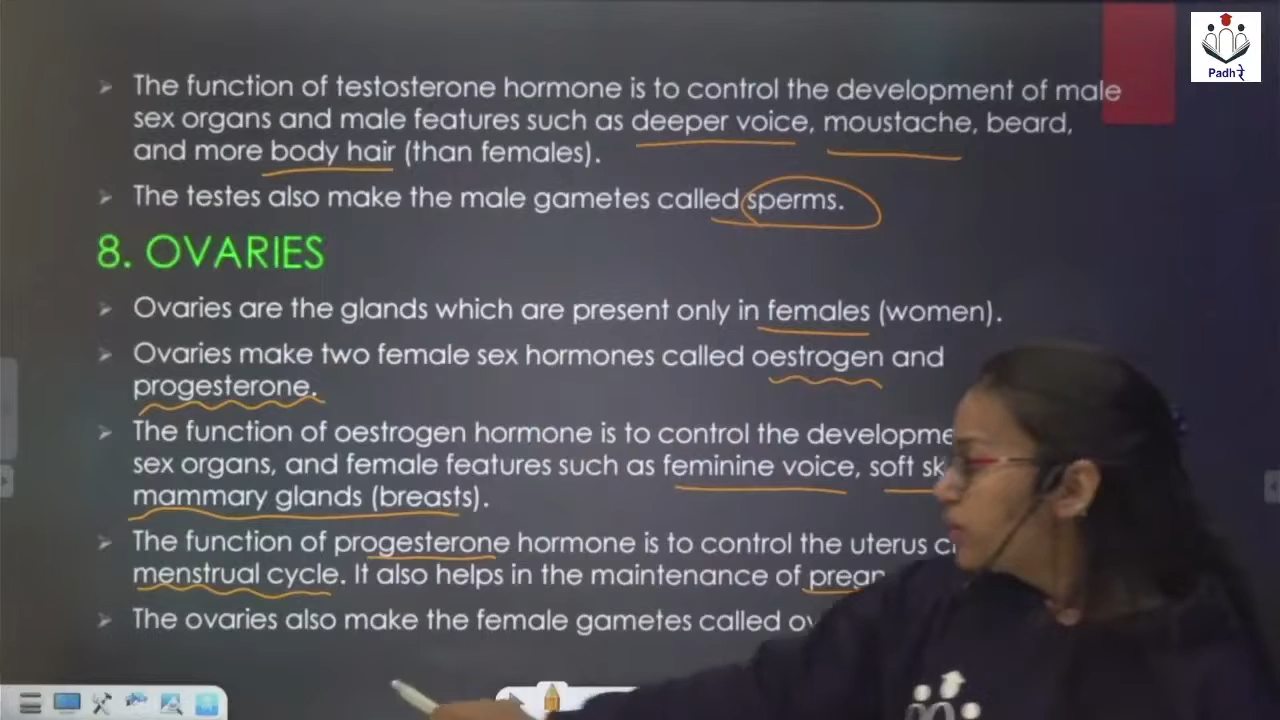 Padhरे
The function of testosterone hormone is to control the development of male
sex organs and male features such as deeper voice, moustache, beard,
and more body hair (than females).
The testes also make the male gametes called sperms.
8. OVARIES
Ovaries are the glands which are present only in females (women).
Ovaries make two female sex hormones called oestrogen and
progesterone.
The function of oestrogen hormone is to control the
sex organs, and female features such as feminine voice, soft
mammary glands (breasts).
The function of progesterone hormone is to control the uterus
menstrual cycle. It also helps in the maintenance of
The ovaries also make the female gametes called